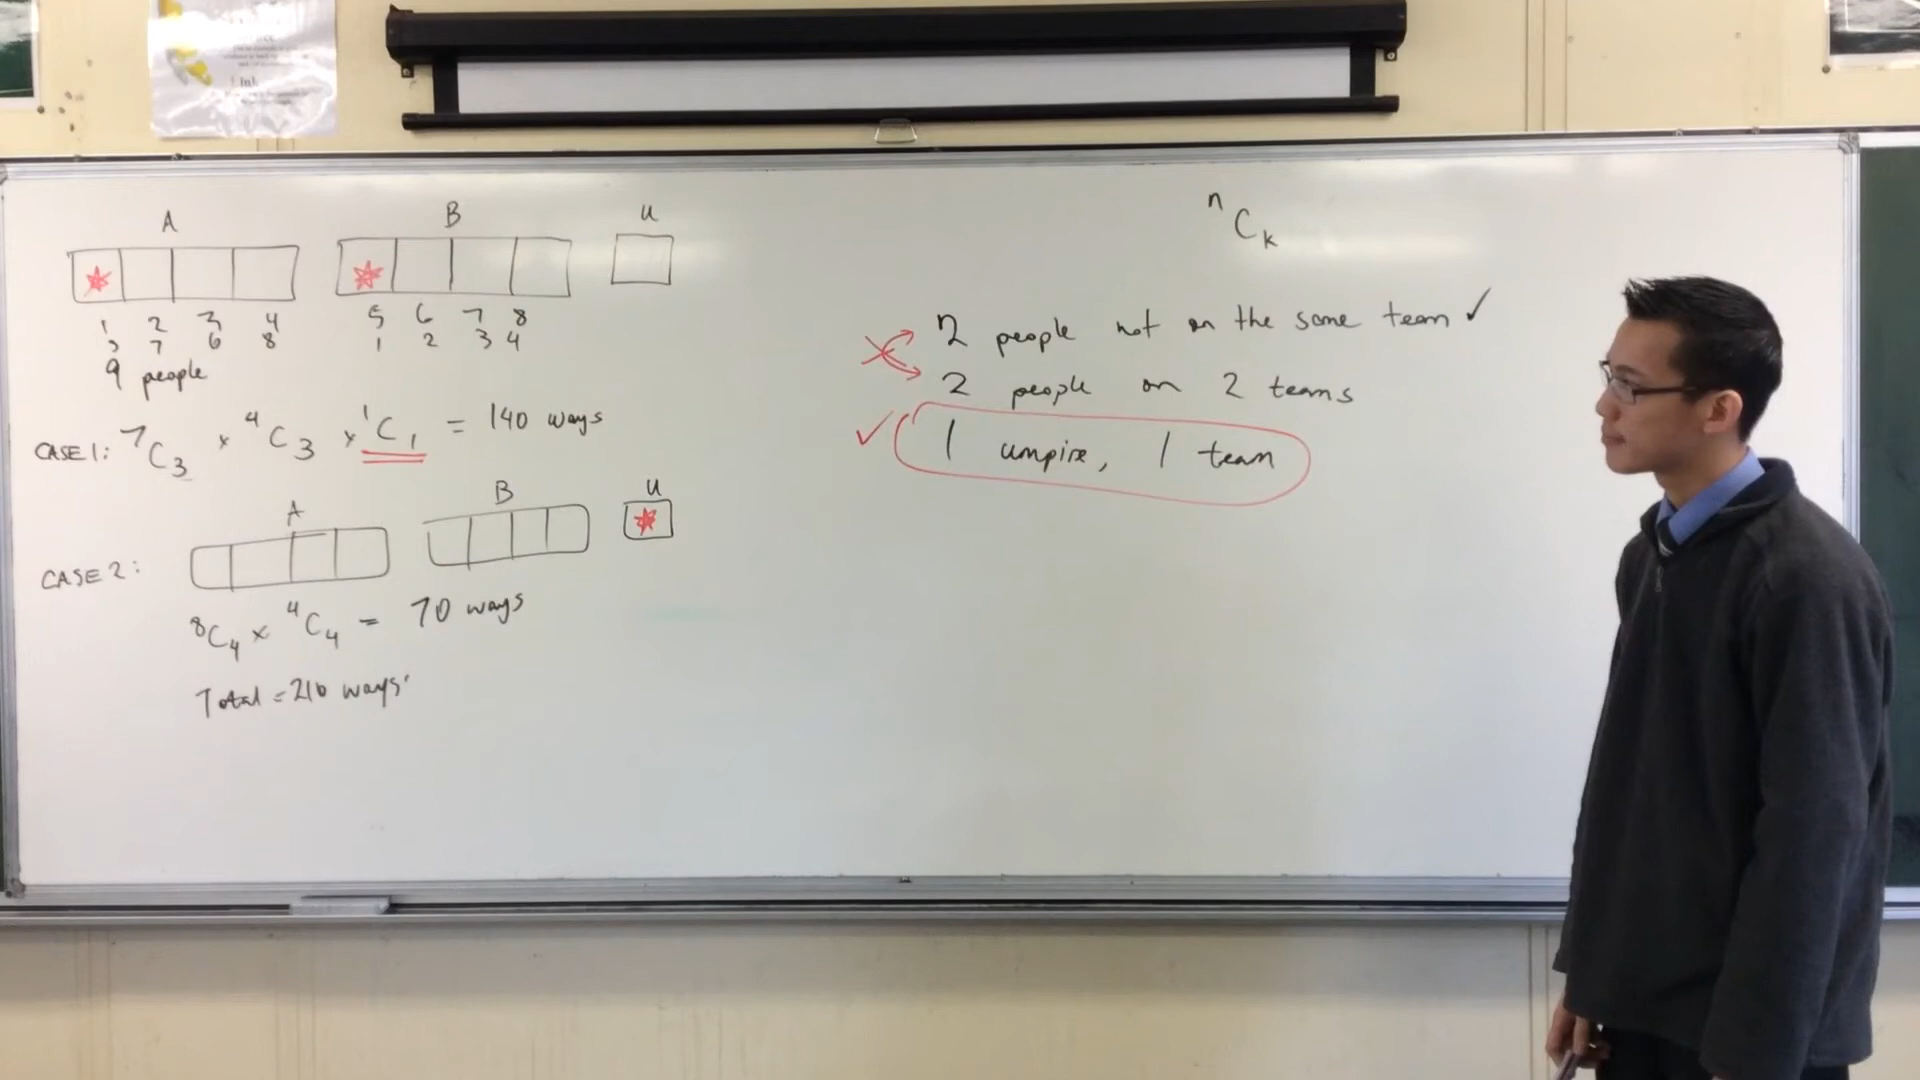 A B U
1 2 3 4 5 6 7 8
5 7 6 8 1 2 3 4
9 people
CASE 1: ⁷C₃ × ⁴C₃ × ¹C₁ = 140 ways
A B U
CASE 2:
⁸C₄ × ⁴C₄ = 70 ways
Total = 210 ways
ⁿCₖ
2 people not on the same team ✓
2 people on 2 teams
✓ 1 umpire, 1 team